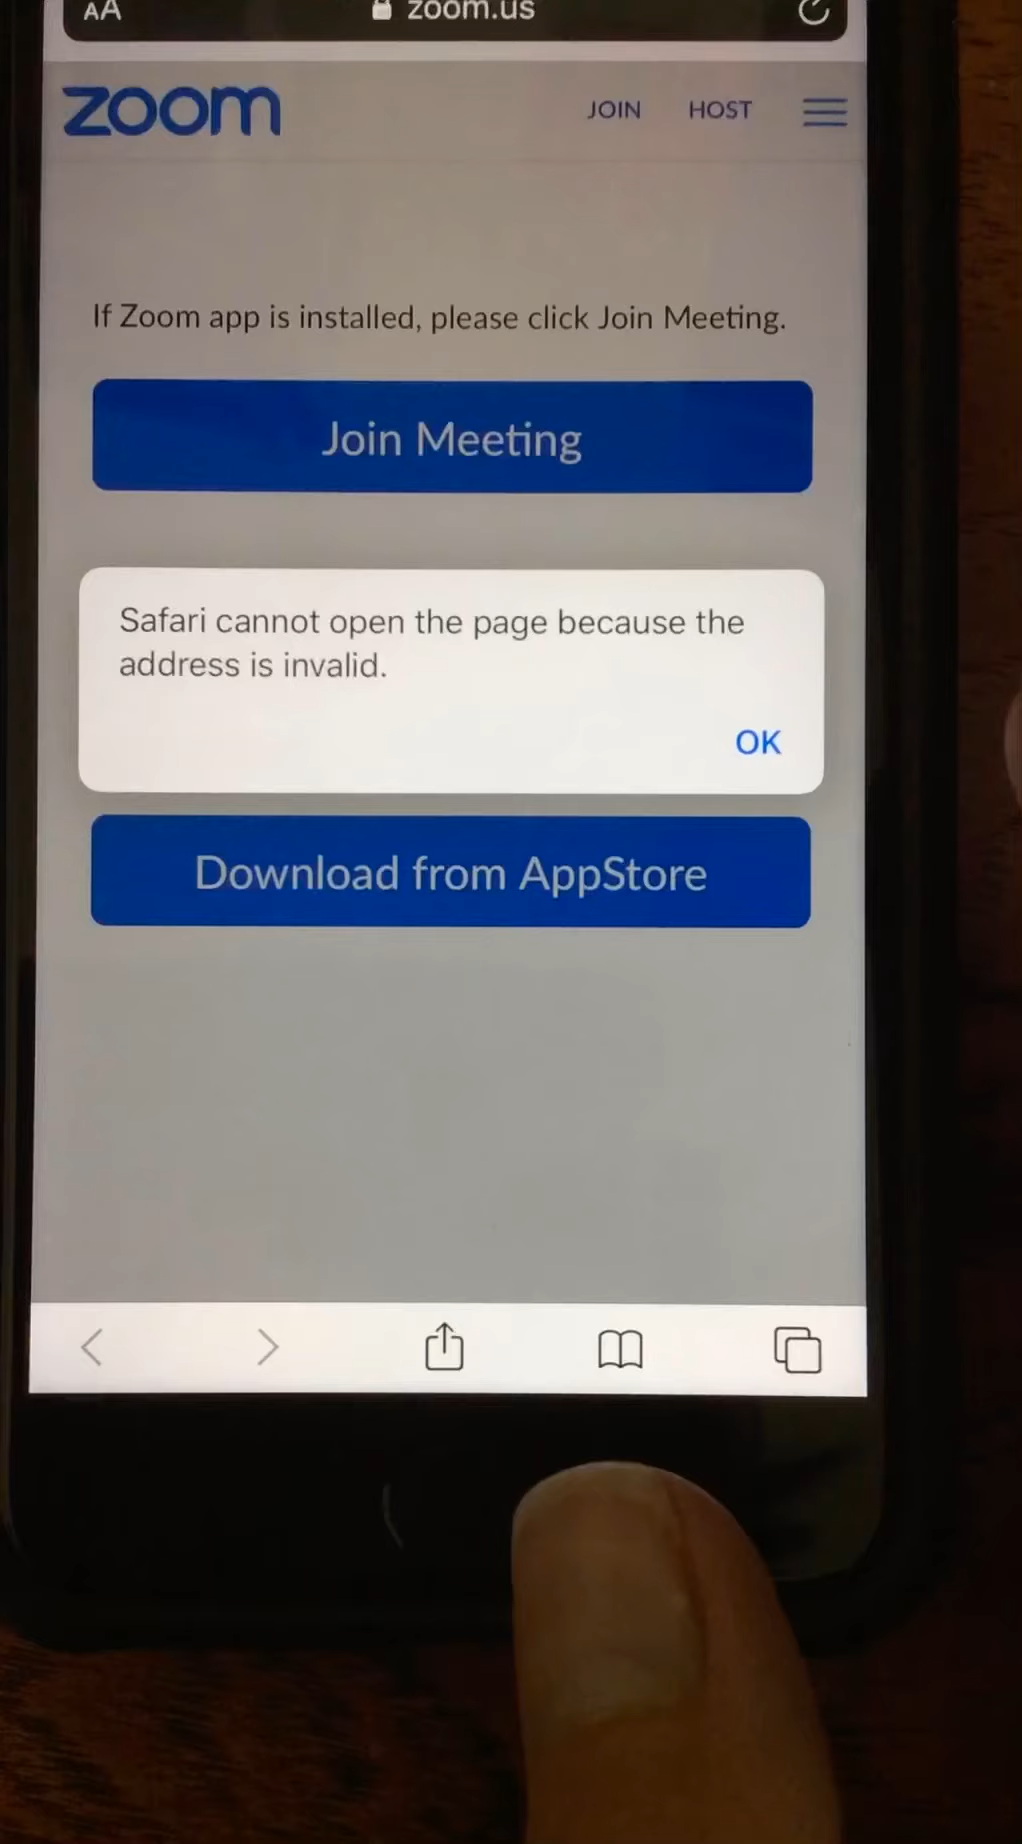 AA zoom.us
zoom JOIN HOST
If Zoom app is installed, please click Join Meeting.
Join Meeting
Safari cannot open the page because the
address is invalid.
OK
Download from AppStore